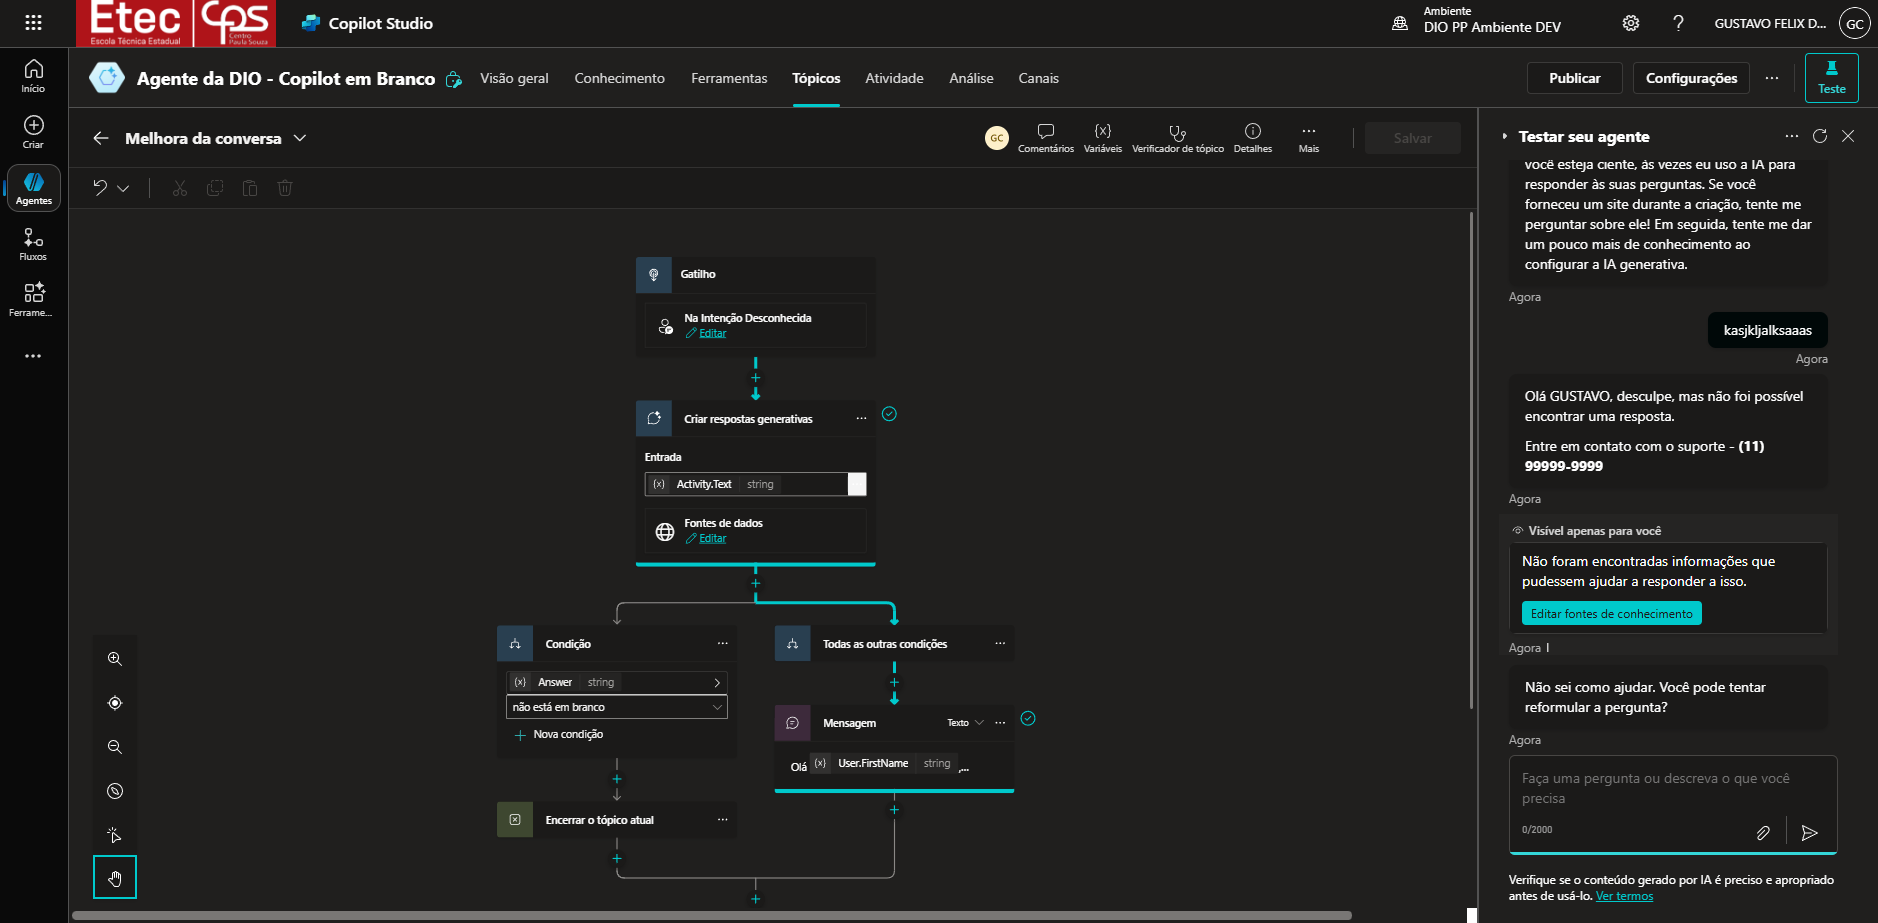 Etec
Escola Técnica Estadual
CPS
Centro
Paula Souza
Copilot Studio
Ambiente
DIO PP Ambiente DEV
GUSTAVO FELIX D...
GC
Início
Criar
Agentes
Fluxos
Ferrame...
Agente da DIO - Copilot em Branco
Visão geral
Conhecimento
Ferramentas
Tópicos
Atividade
Análise
Canais
Publicar
Configurações
...
Teste
Melhora da conversa
GC
Comentários
Variáveis
Verificador de tópico
Detalhes
Mais
Salvar
Gatilho
Na Intenção Desconhecida
Editar
Criar respostas generativas
Entrada
(x) Activity.Text string
Fontes de dados
Editar
Condição
(x) Answer string
não está em branco
Nova condição
Encerrar o tópico atual
Todas as outras condições
Mensagem
Texto
Olá (x) User.FirstName string ,...
Testar seu agente
você esteja ciente, às vezes eu uso a IA para
responder às suas perguntas. Se você
forneceu um site durante a criação, tente me
perguntar sobre ele! Em seguida, tente me dar
um pouco mais de conhecimento ao
configurar a IA generativa.
Agora
kasjkljalksaaas
Agora
Olá GUSTAVO, desculpe, mas não foi possível
encontrar uma resposta.
Entre em contato com o suporte - (11)
99999-9999
Agora
Visível apenas para você
Não foram encontradas informações que
pudessem ajudar a responder a isso.
Editar fontes de conhecimento
Agora
Não sei como ajudar. Você pode tentar
reformular a pergunta?
Agora
Faça uma pergunta ou descreva o que você
precisa
0/2000
Verifique se o conteúdo gerado por IA é preciso e apropriado
antes de usá-lo. Ver termos